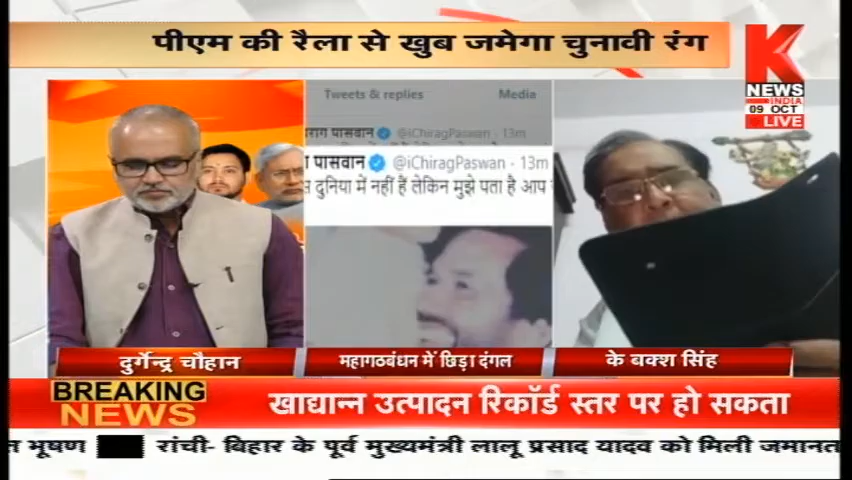 पीएम की रैला से खुब जमेगा चुनावी रंग
K
NEWS
INDIA
09 OCT
LIVE
Tweets & replies
Media
राग पासवान @iChiragPaswan · 13m
ग पासवान @iChiragPaswan · 13m
दुनिया में नहीं हैं लेकिन मुझे पता है आप
दुर्गेन्द्र चौहान
महागठबंधन में छिड़ा दंगल
के बक्श सिंह
BREAKING
NEWS
खाद्यान्न उत्पादन रिकॉर्ड स्तर पर हो सकता
त भूषण रांची- बिहार के पूर्व मुख्यमंत्री लालू प्रसाद यादव को मिली जमानत